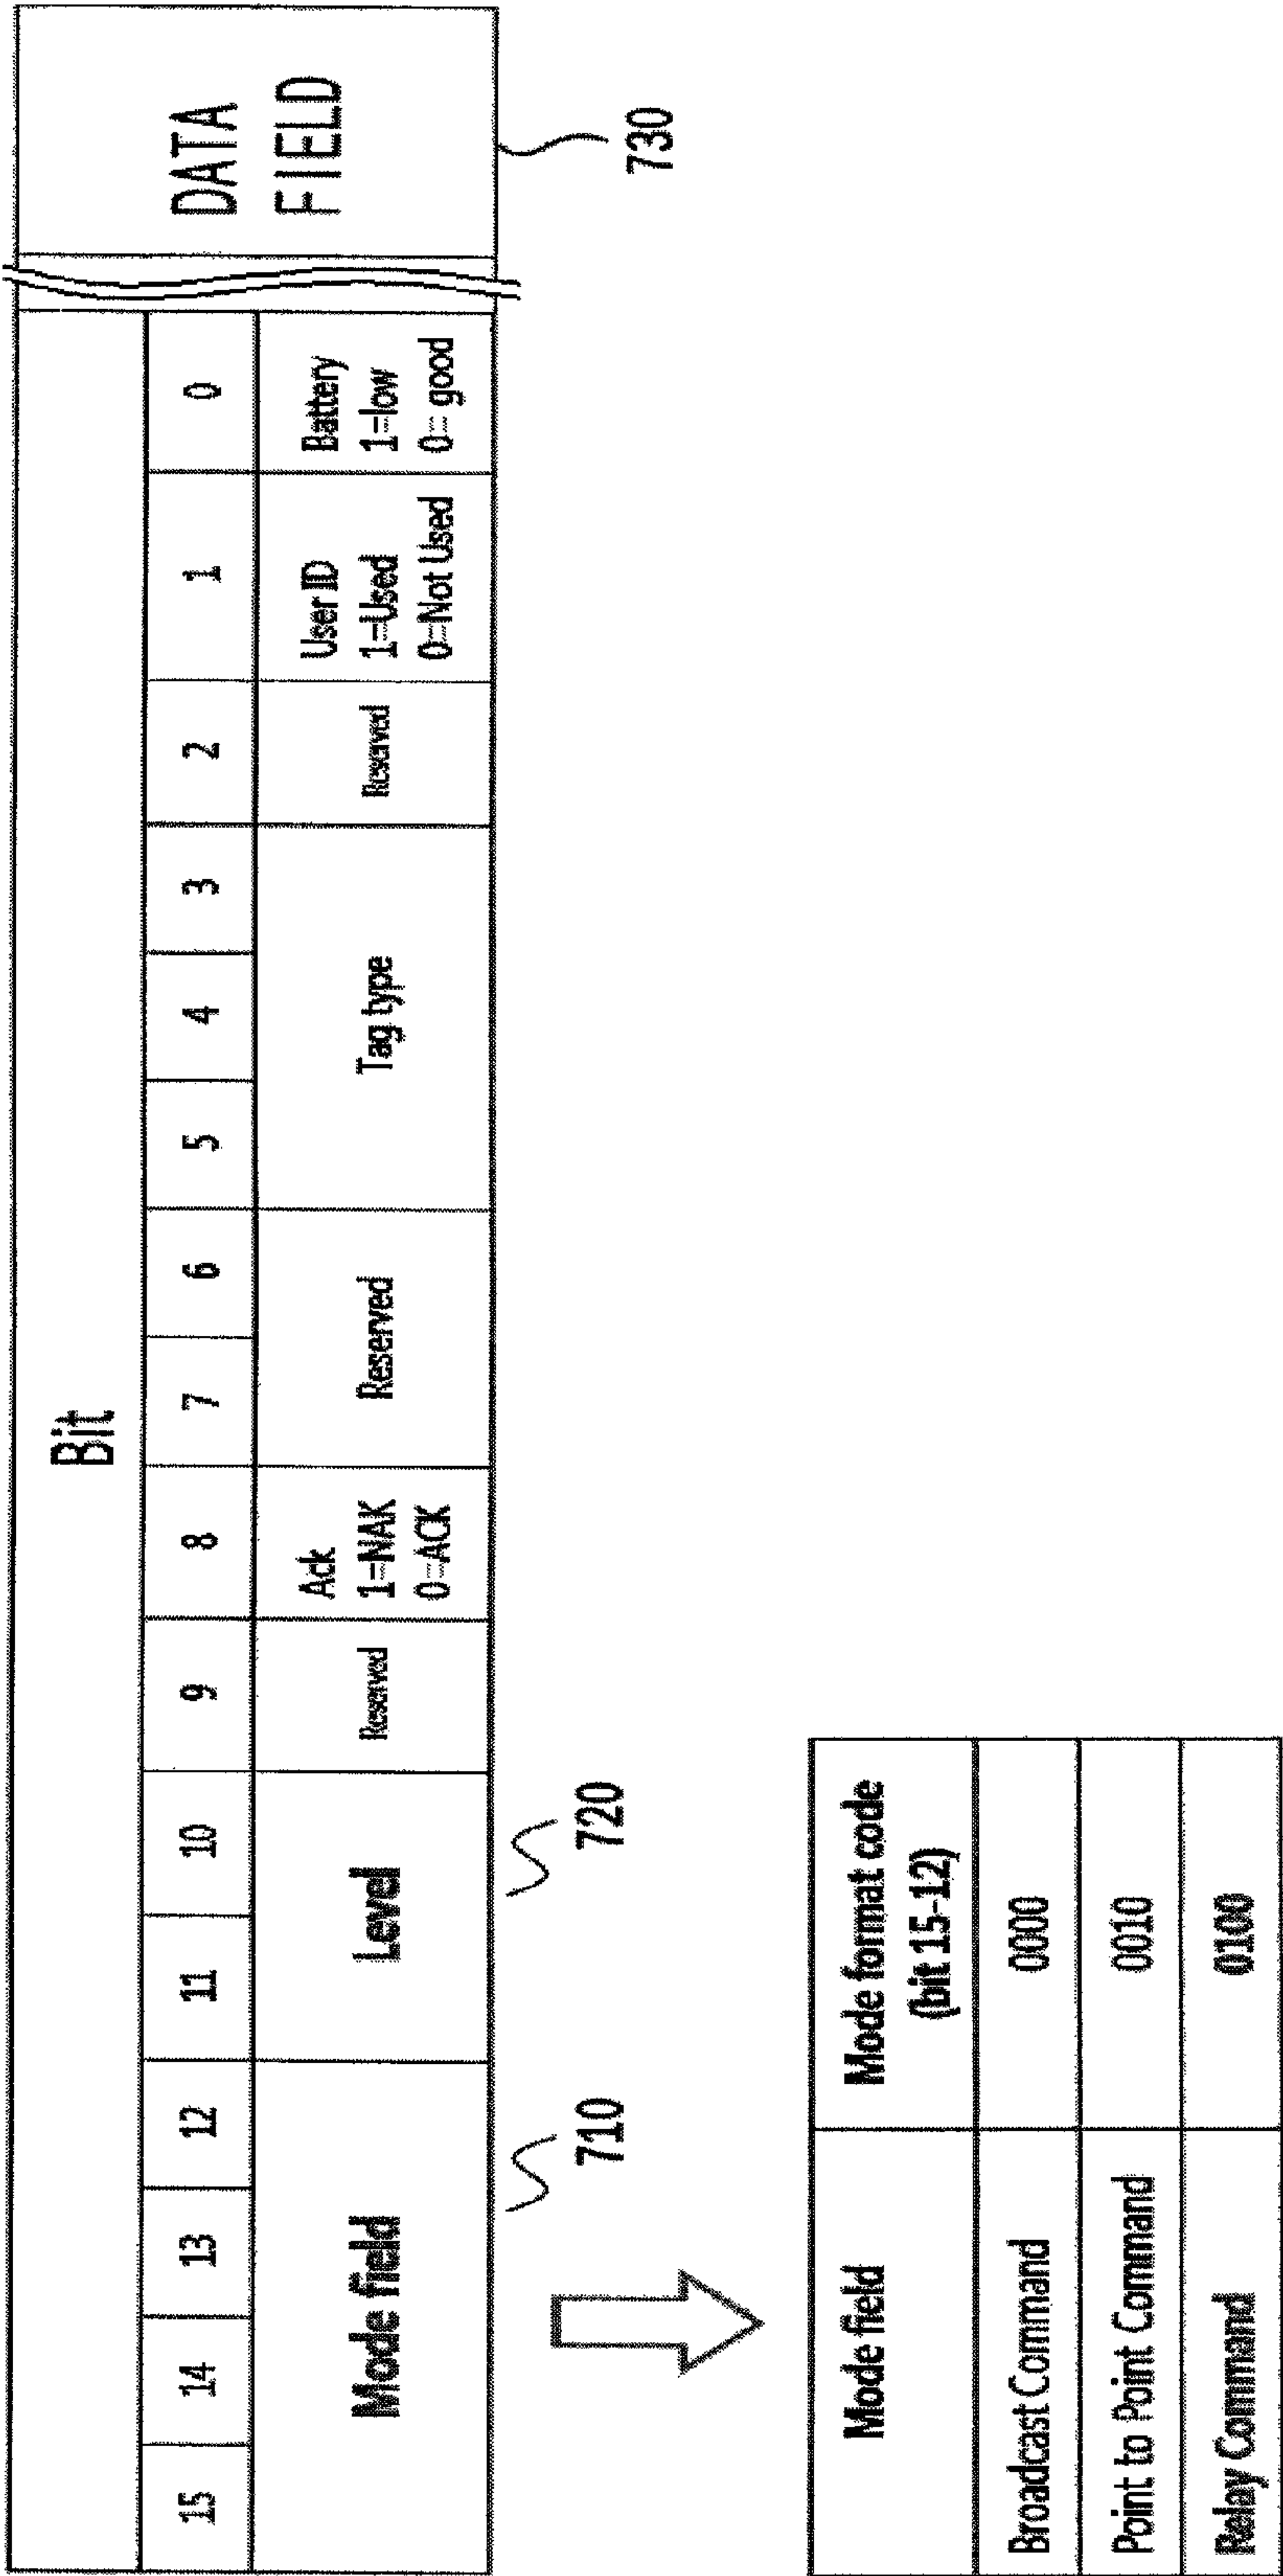 Bit
15 14 13 12 11 10 9 8 7 6 5 4 3 2 1 0
Mode field
Level
Reserved
Ack
1=NAK
0=ACK
Reserved
Tag type
Reserved
User ID
1=Used
0=Not Used
Battery
1=low
0=good
DATA
FIELD
710
720
730
Mode field
Mode format code
(bit 15-12)
Broadcast Command 0000
Point to Point Command 0010
Relay Command 0100